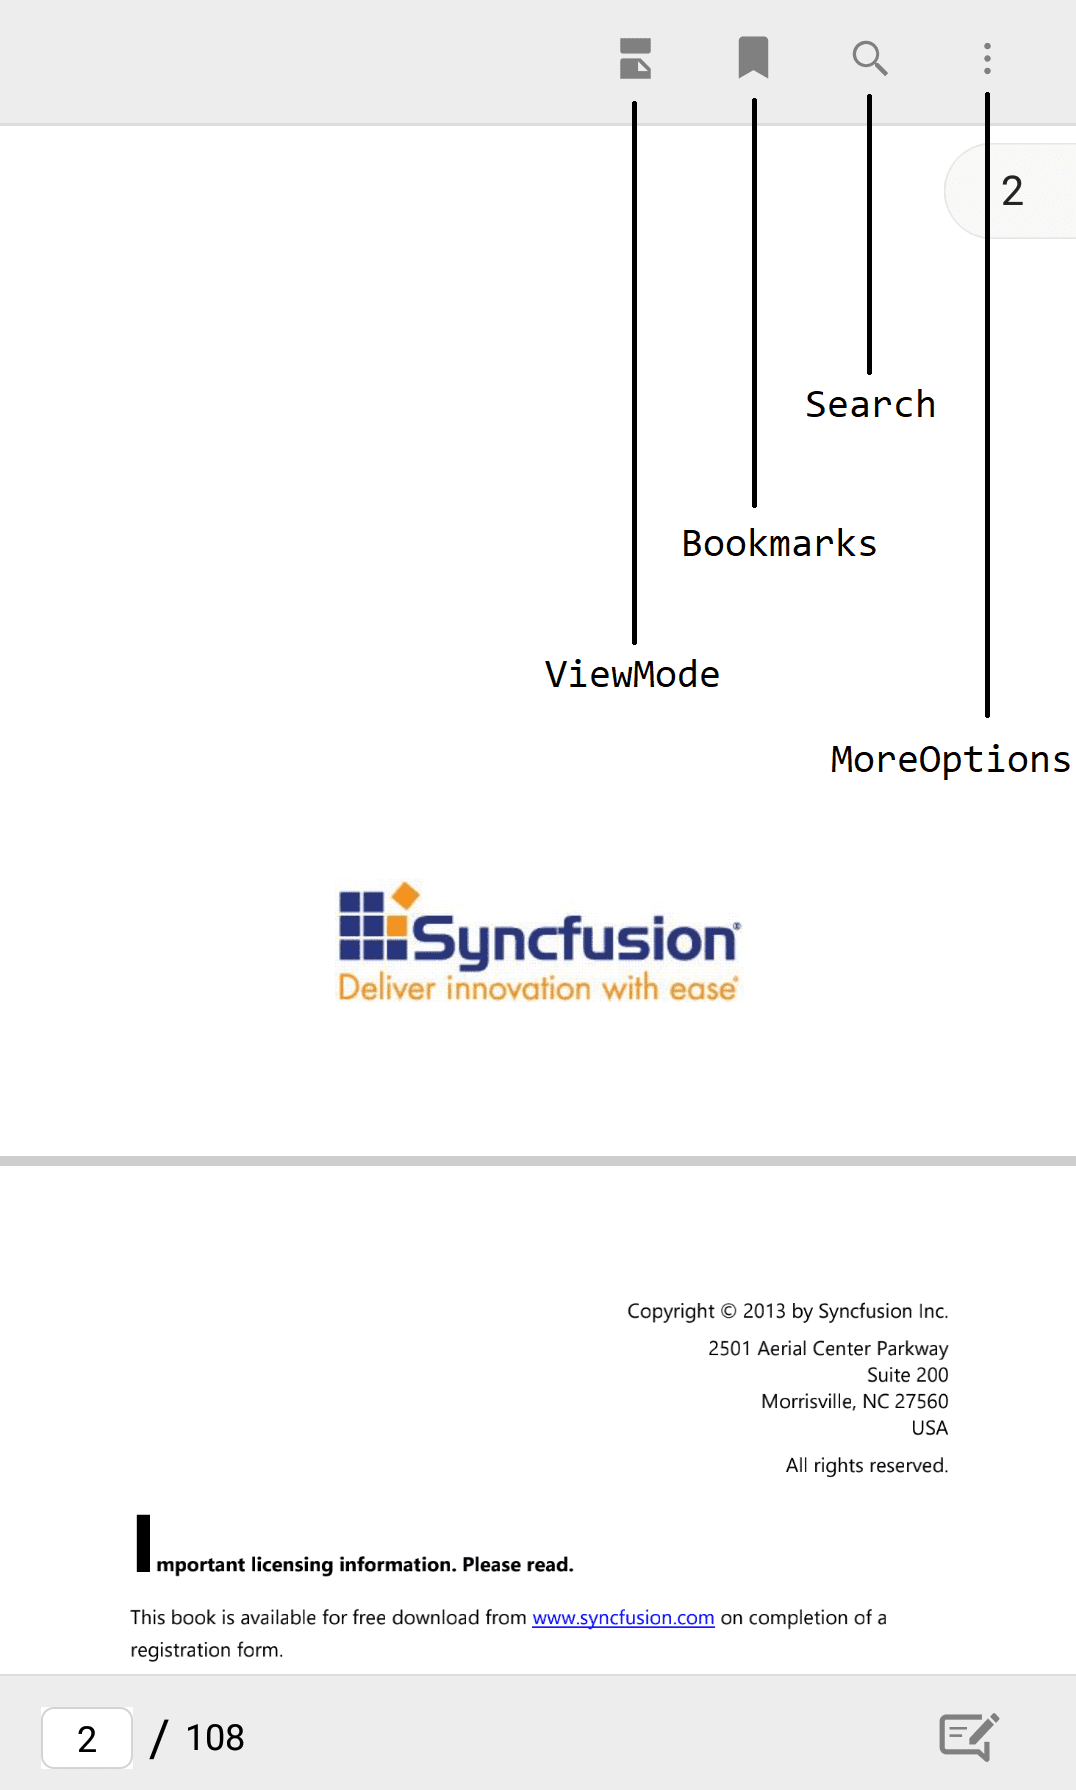 2
Search
Bookmarks
ViewMode
MoreOptions
Syncfusion®
Deliver innovation with ease®
Copyright © 2013 by Syncfusion Inc.
2501 Aerial Center Parkway
Suite 200
Morrisville, NC 27560
USA
All rights reserved.
Important licensing information. Please read.
This book is available for free download from www.syncfusion.com on completion of a
registration form.
2 / 108